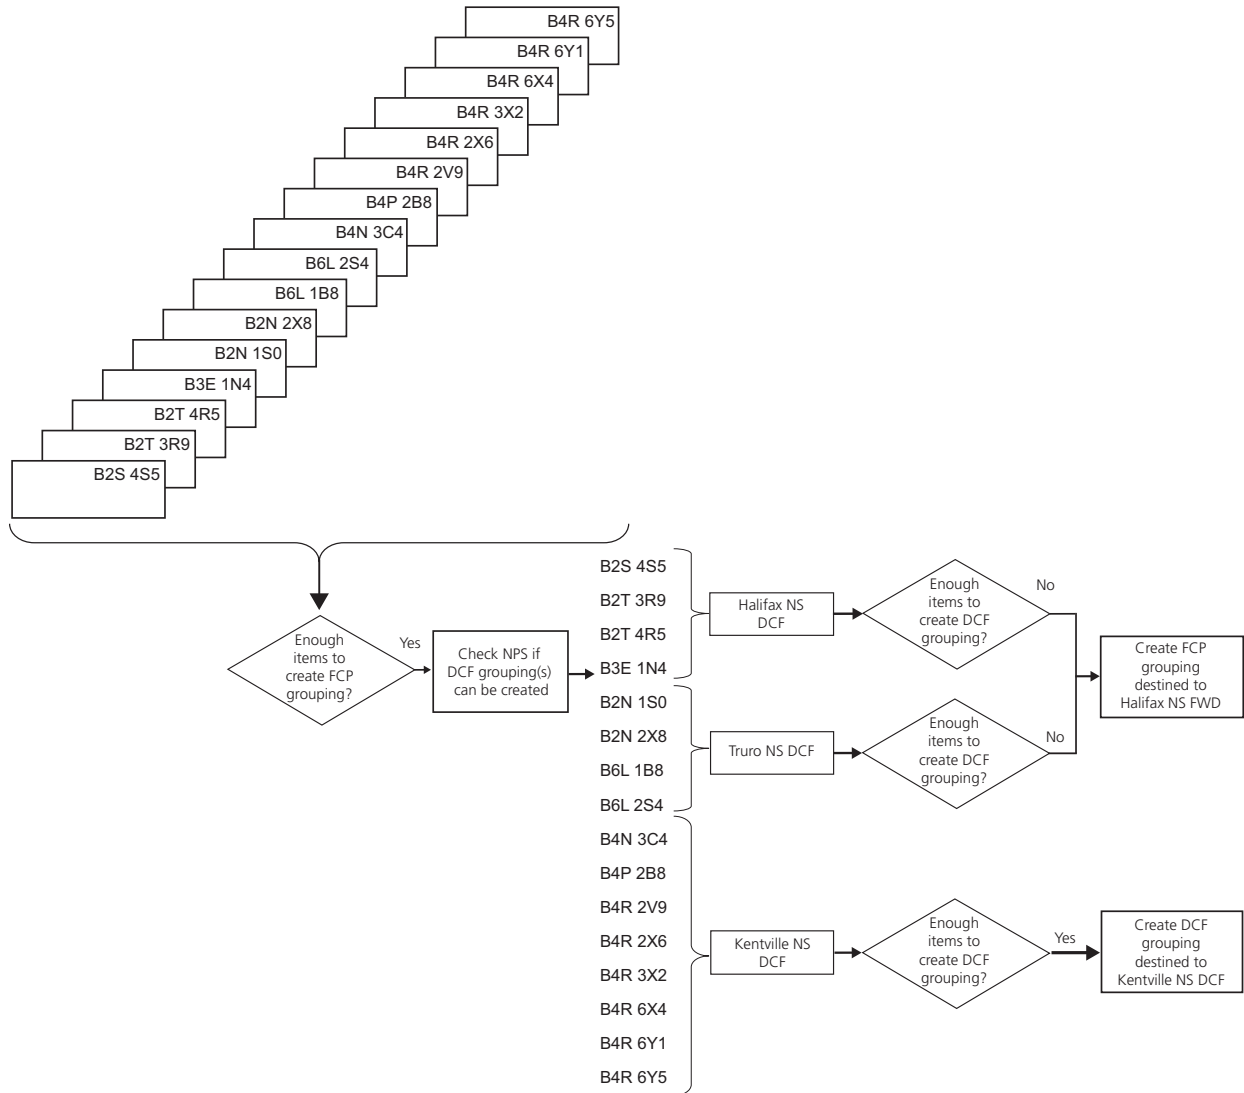 B4R 6Y5
B4R 6Y1
B4R 6X4
B4R 3X2
B4R 2X6
B4R 2V9
B4P 2B8
B4N 3C4
B6L 2S4
B6L 1B8
B2N 2X8
B2N 1S0
B3E 1N4
B2T 4R5
B2T 3R9
B2S 4S5
Enough
items to
create FCP
grouping?
Yes
Check NPS if
DCF grouping(s)
can be created
B2S 4S5
B2T 3R9
B2T 4R5
B3E 1N4
B2N 1S0
B2N 2X8
B6L 1B8
B6L 2S4
B4N 3C4
B4P 2B8
B4R 2V9
B4R 2X6
B4R 3X2
B4R 6X4
B4R 6Y1
B4R 6Y5
Halifax NS
DCF
Enough
items to
create DCF
grouping?
No
Truro NS DCF
Enough
items to
create DCF
grouping?
No
Create FCP
grouping
destined to
Halifax NS FWD
Kentville NS
DCF
Enough
items to
create DCF
grouping?
Yes
Create DCF
grouping
destined to
Kentville NS DCF